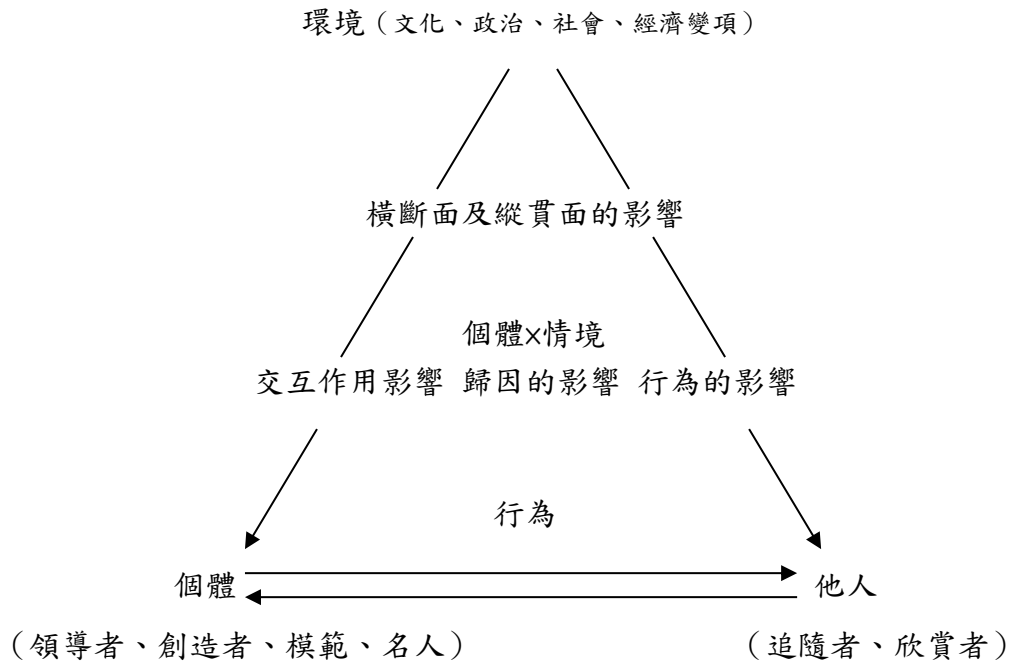 環境（文化、政治、社會、經濟變項）
橫斷面及縱貫面的影響
個體×情境
交互作用影響 歸因的影響 行為的影響
行為
個體 他人
（領導者、創造者、模範、名人） （追隨者、欣賞者）